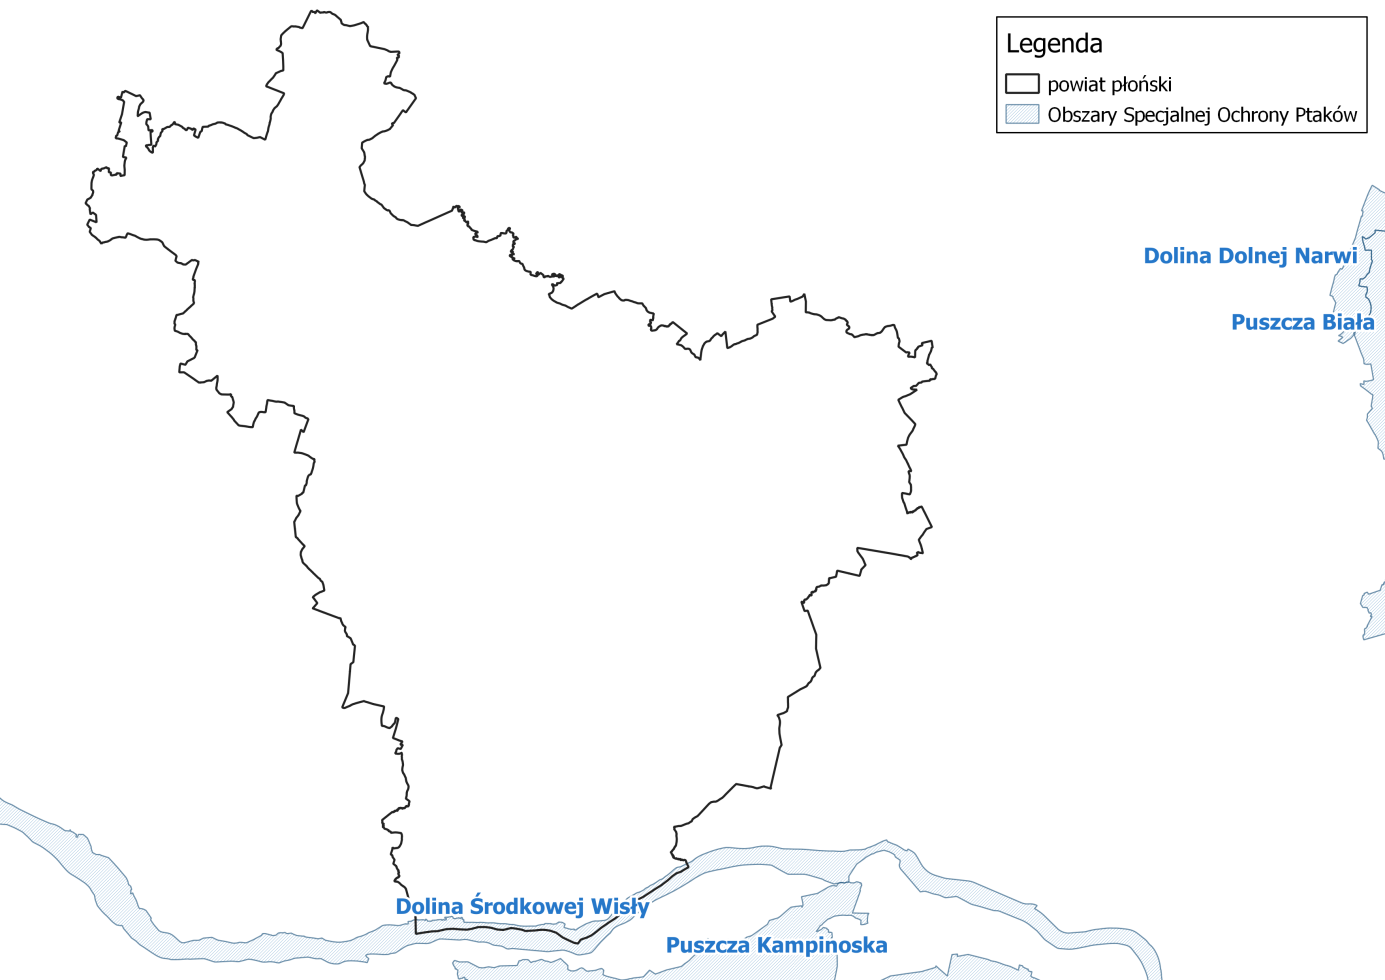 Legenda
powiat płoński
Obszary Specjalnej Ochrony Ptaków
Dolina Dolnej Narwi
Puszcza Biała
Dolina Środkowej Wisły
Puszcza Kampinoska